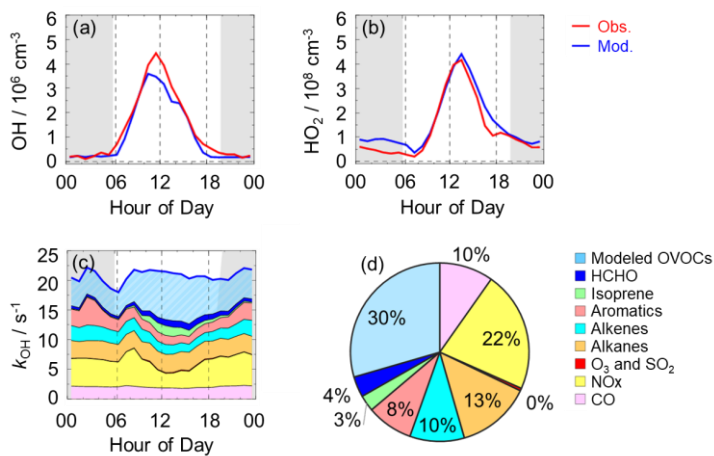 (a)
OH / 10⁶ cm⁻³
6
5
4
3
2
1
0
00 06 12 18 00
Hour of Day
(b)
HO₂ / 10⁸ cm⁻³
6
5
4
3
2
1
0
00 06 12 18 00
Hour of Day
Obs.
Mod.
(c)
kOH / s⁻¹
25
20
15
10
5
0
00 06 12 18 00
Hour of Day
(d)
10%
22%
0%
13%
10%
8%
3%
4%
30%
Modeled OVOCs
HCHO
Isoprene
Aromatics
Alkenes
Alkanes
O₃ and SO₂
NOx
CO